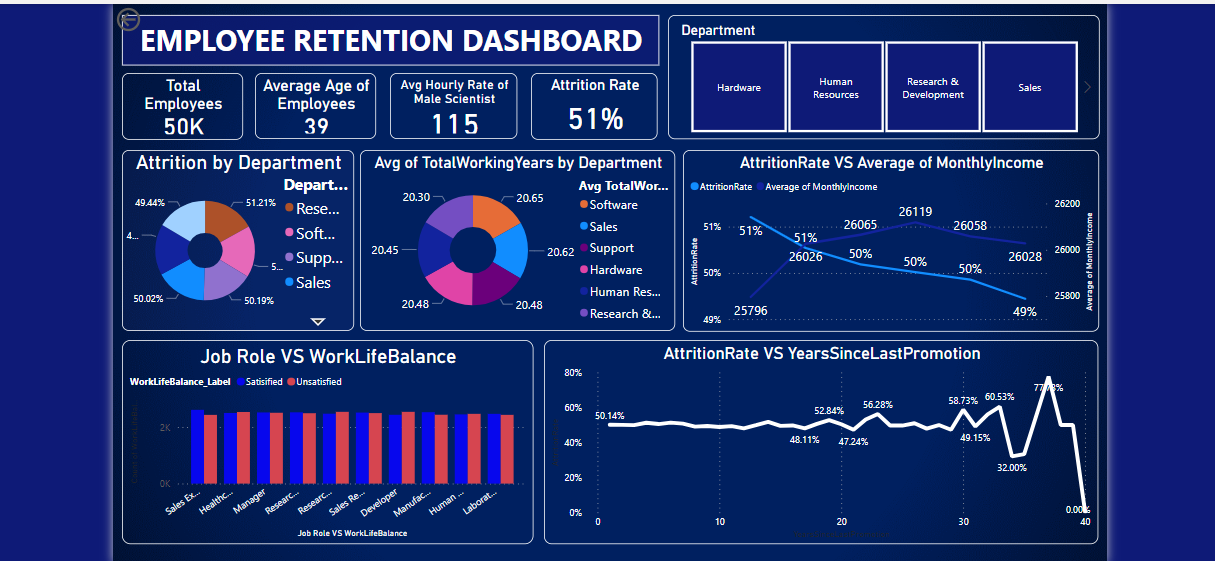 EMPLOYEE RETENTION DASHBOARD
Department
Hardware
Human
Resources
Research &
Development
Sales
Total
Employees
50K
Average Age of
Employees
39
Avg Hourly Rate of
Male Scientist
115
Attrition Rate
51%
Attrition by Department
Depart...
Rese...
Soft...
Supp...
Sales
49.44%
51.21%
4...
5...
50.02%
50.19%
Avg of TotalWorkingYears by Department
Avg TotalWor...
Software
Sales
Support
Hardware
Human Res...
Research &...
20.30
20.65
20.45
20.62
20.48
20.48
AttritionRate VS Average of MonthlyIncome
AttritionRate
Average of MonthlyIncome
51%
50%
49%
AttritionRate
26200
26000
25800
Average of MonthlyIncome
51%
51%
50%
50%
50%
49%
25796
26026
26065
26119
26058
26028
Job Role VS WorkLifeBalance
WorkLifeBalance_Label
Satisified
Unsatisfied
2K
0K
Sales Ex...
Healthc...
Manager
Researc...
Researc...
Sales Re...
Developer
Manufac...
Human ...
Laborat...
Job Role VS WorkLifeBalance
AttritionRate VS YearsSinceLastPromotion
80%
60%
40%
20%
0%
50.14%
48.11%
52.84%
47.24%
56.28%
58.73%
49.15%
60.53%
32.00%
0.00%
0
10
20
30
40